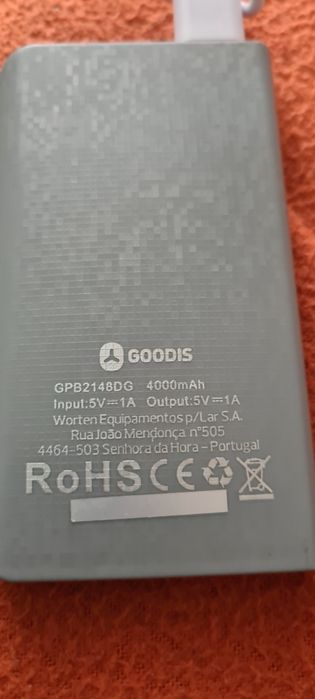 GOODIS
GPB2148DG 4000mAh
Input:5V⎓1A Output:5V⎓1A
Worten Equipamentos p/Lar S.A.
Rua João Mendonça nº505
4464-503 Senhora da Hora - Portugal
RoHS CE